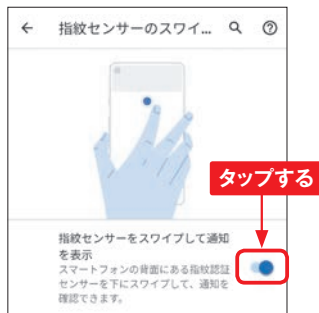 指紋センサーのスワイ...
タップする
指紋センサーをスワイプして通知
を表示
スマートフォンの背面にある指紋認証
センサーを下にスワイプして、通知を
確認できます。